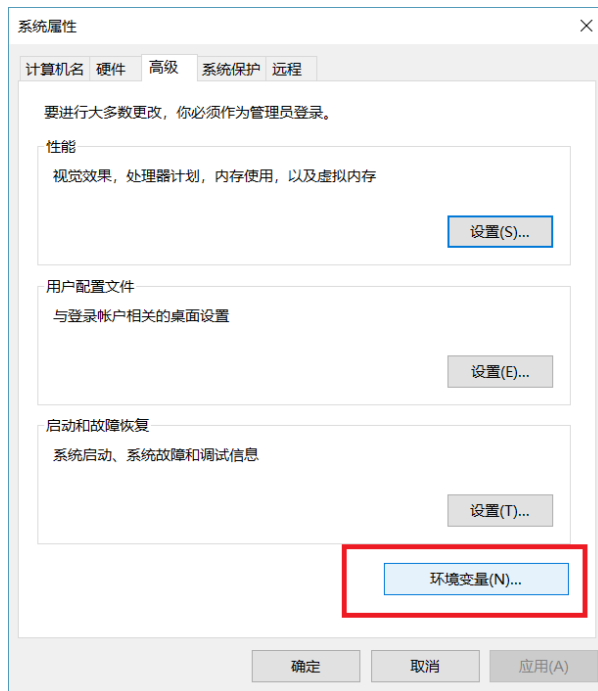 系统属性
计算机名 硬件 高级 系统保护 远程
要进行大多数更改，你必须作为管理员登录。
性能
视觉效果，处理器计划，内存使用，以及虚拟内存
设置(S)...
用户配置文件
与登录帐户相关的桌面设置
设置(E)...
启动和故障恢复
系统启动、系统故障和调试信息
设置(T)...
环境变量(N)...
确定 取消 应用(A)